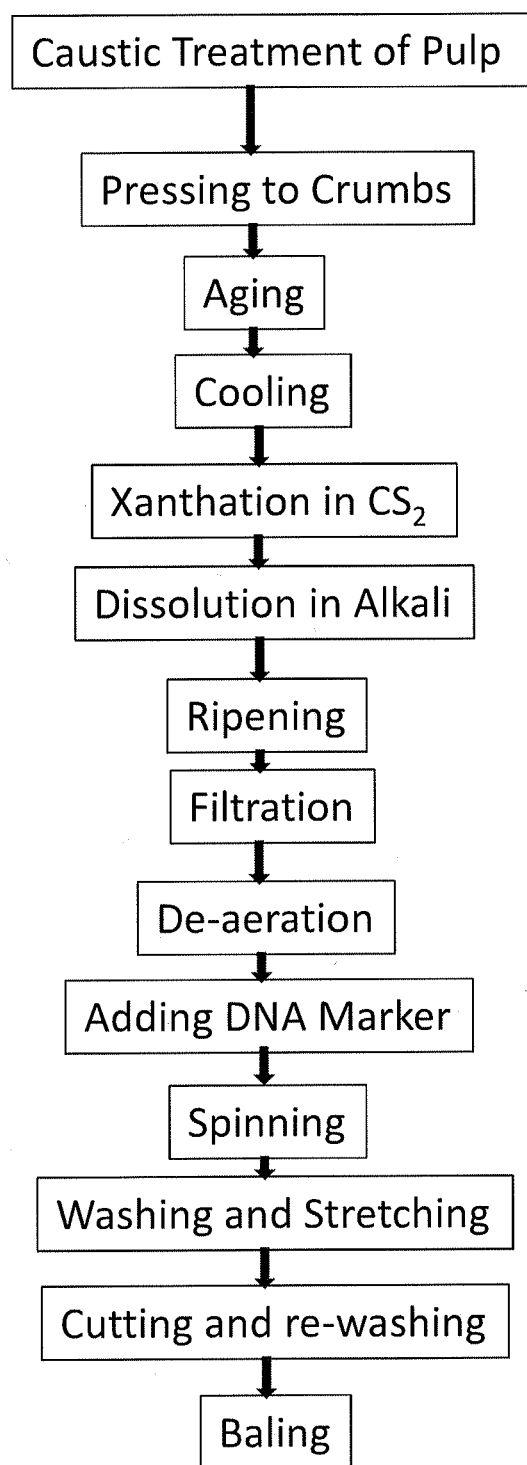 Caustic Treatment of Pulp
Pressing to Crumbs
Aging
Cooling
Xanthation in CS₂
Dissolution in Alkali
Ripening
Filtration
De-aeration
Adding DNA Marker
Spinning
Washing and Stretching
Cutting and re-washing
Baling